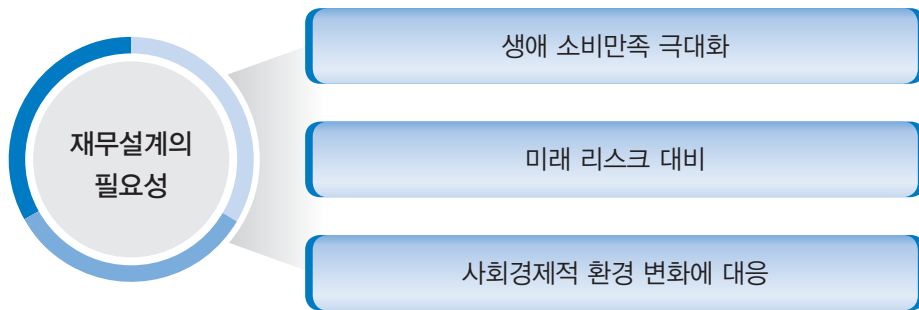 재무설계의
필요성
생애 소비만족 극대화
미래 리스크 대비
사회경제적 환경 변화에 대응